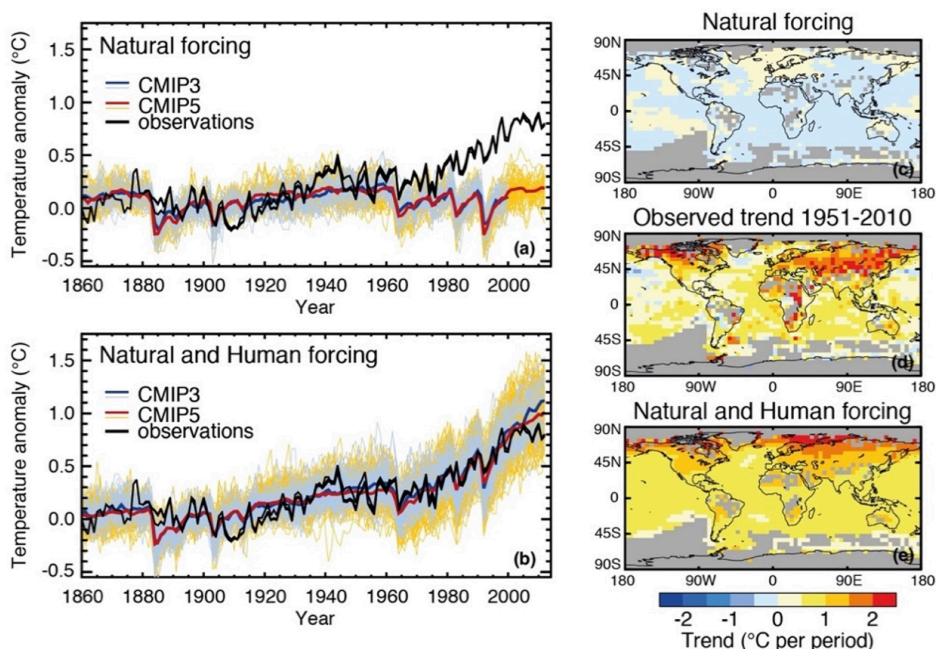 Natural forcing
CMIP3
CMIP5
observations
Temperature anomaly (°C)
1.5
1.0
0.5
0.0
-0.5
(a)
1860 1880 1900 1920 1940 1960 1980 2000
Year
Natural and Human forcing
CMIP3
CMIP5
observations
Temperature anomaly (°C)
1.5
1.0
0.5
0.0
-0.5
(b)
1860 1880 1900 1920 1940 1960 1980 2000
Year
Natural forcing
90N
45N
0
45S
90S
(c)
180 90W 0 90E 180
Observed trend 1951-2010
90N
45N
0
45S
90S
(d)
180 90W 0 90E 180
Natural and Human forcing
90N
45N
0
45S
90S
(e)
180 90W 0 90E 180
-2 -1 0 1 2
Trend (°C per period)